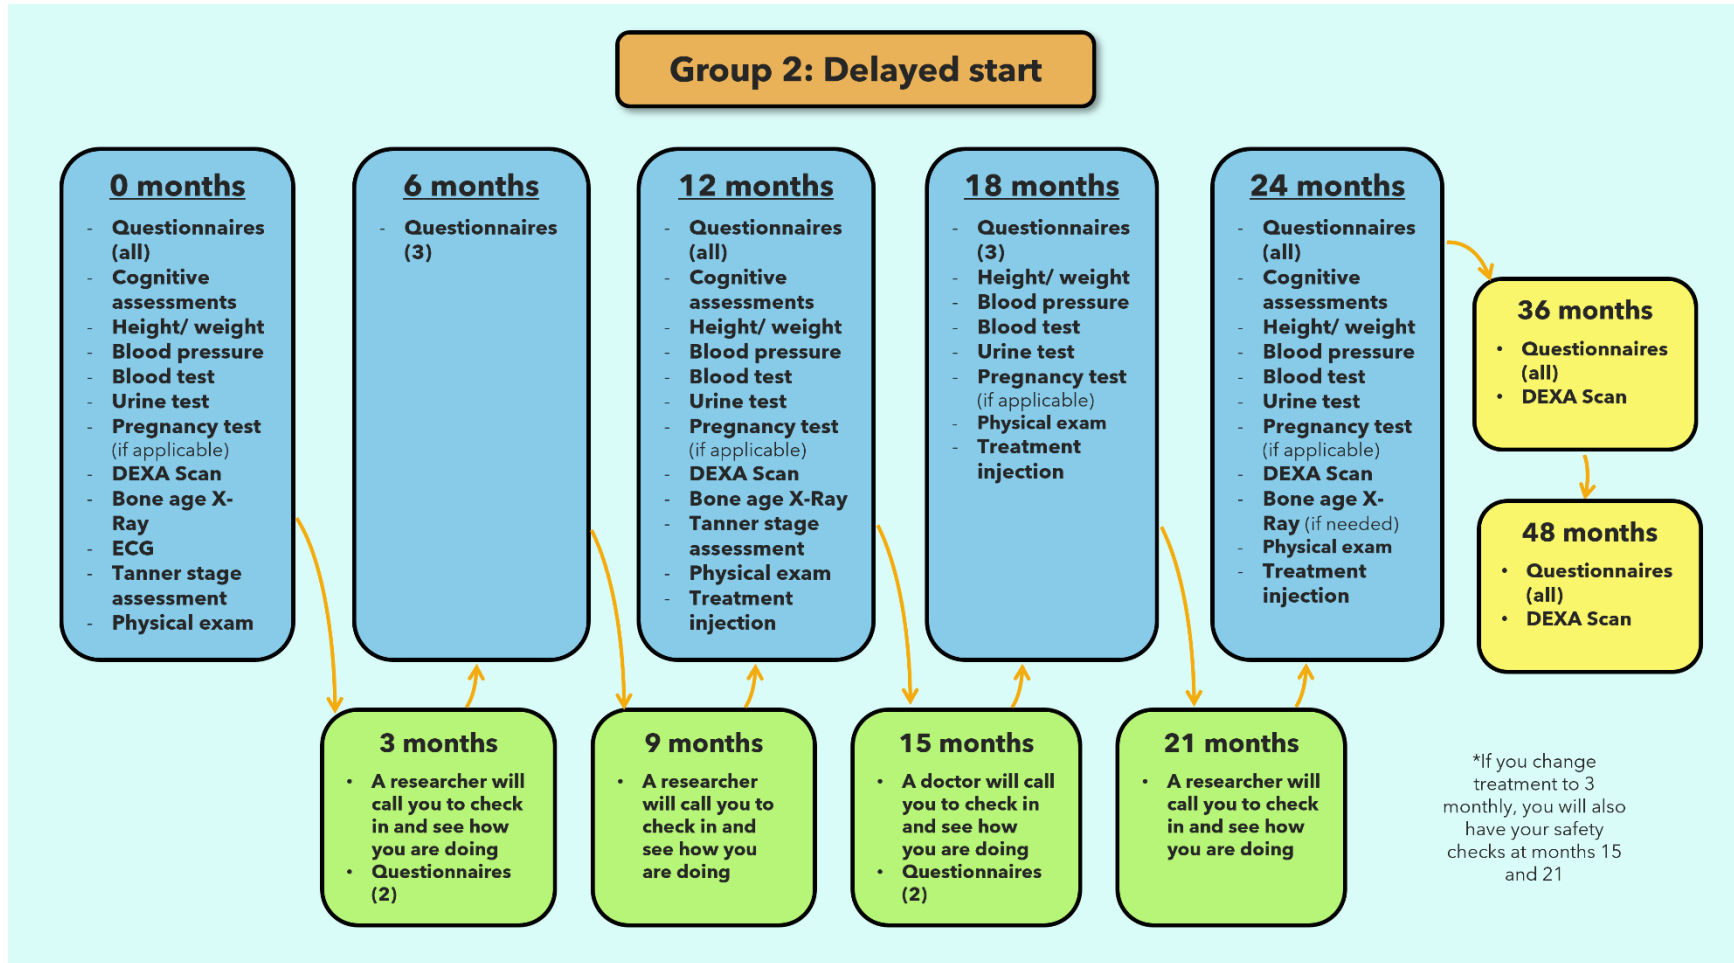 Group 2: Delayed start
0 months
- Questionnaires
(all)
- Cognitive
assessments
- Height/ weight
- Blood pressure
- Blood test
- Urine test
- Pregnancy test
(if applicable)
- DEXA Scan
- Bone age X-
Ray
- ECG
- Tanner stage
assessment
- Physical exam
3 months
• A researcher will
call you to check
in and see how
you are doing
• Questionnaires
(2)
6 months
- Questionnaires
(3)
9 months
• A researcher
will call you to
check in and
see how you
are doing
12 months
- Questionnaires
(all)
- Cognitive
assessments
- Height/ weight
- Blood pressure
- Blood test
- Urine test
- Pregnancy test
(if applicable)
- DEXA Scan
- Bone age X-Ray
- Tanner stage
assessment
- Physical exam
- Treatment
injection
15 months
• A doctor will call
you to check in
and see how
you are doing
• Questionnaires
(2)
18 months
- Questionnaires
(3)
- Height/ weight
- Blood pressure
- Blood test
- Urine test
- Pregnancy test
(if applicable)
- Physical exam
- Treatment
injection
21 months
• A researcher will
call you to check
in and see how
you are doing
24 months
- Questionnaires
(all)
- Cognitive
assessments
- Height/ weight
- Blood pressure
- Blood test
- Urine test
- Pregnancy test
(if applicable)
- DEXA Scan
- Bone age X-
Ray (if needed)
- Physical exam
- Treatment
injection
36 months
• Questionnaires
(all)
• DEXA Scan
48 months
• Questionnaires
(all)
• DEXA Scan
*If you change
treatment to 3
monthly, you will also
have your safety
checks at months 15
and 21